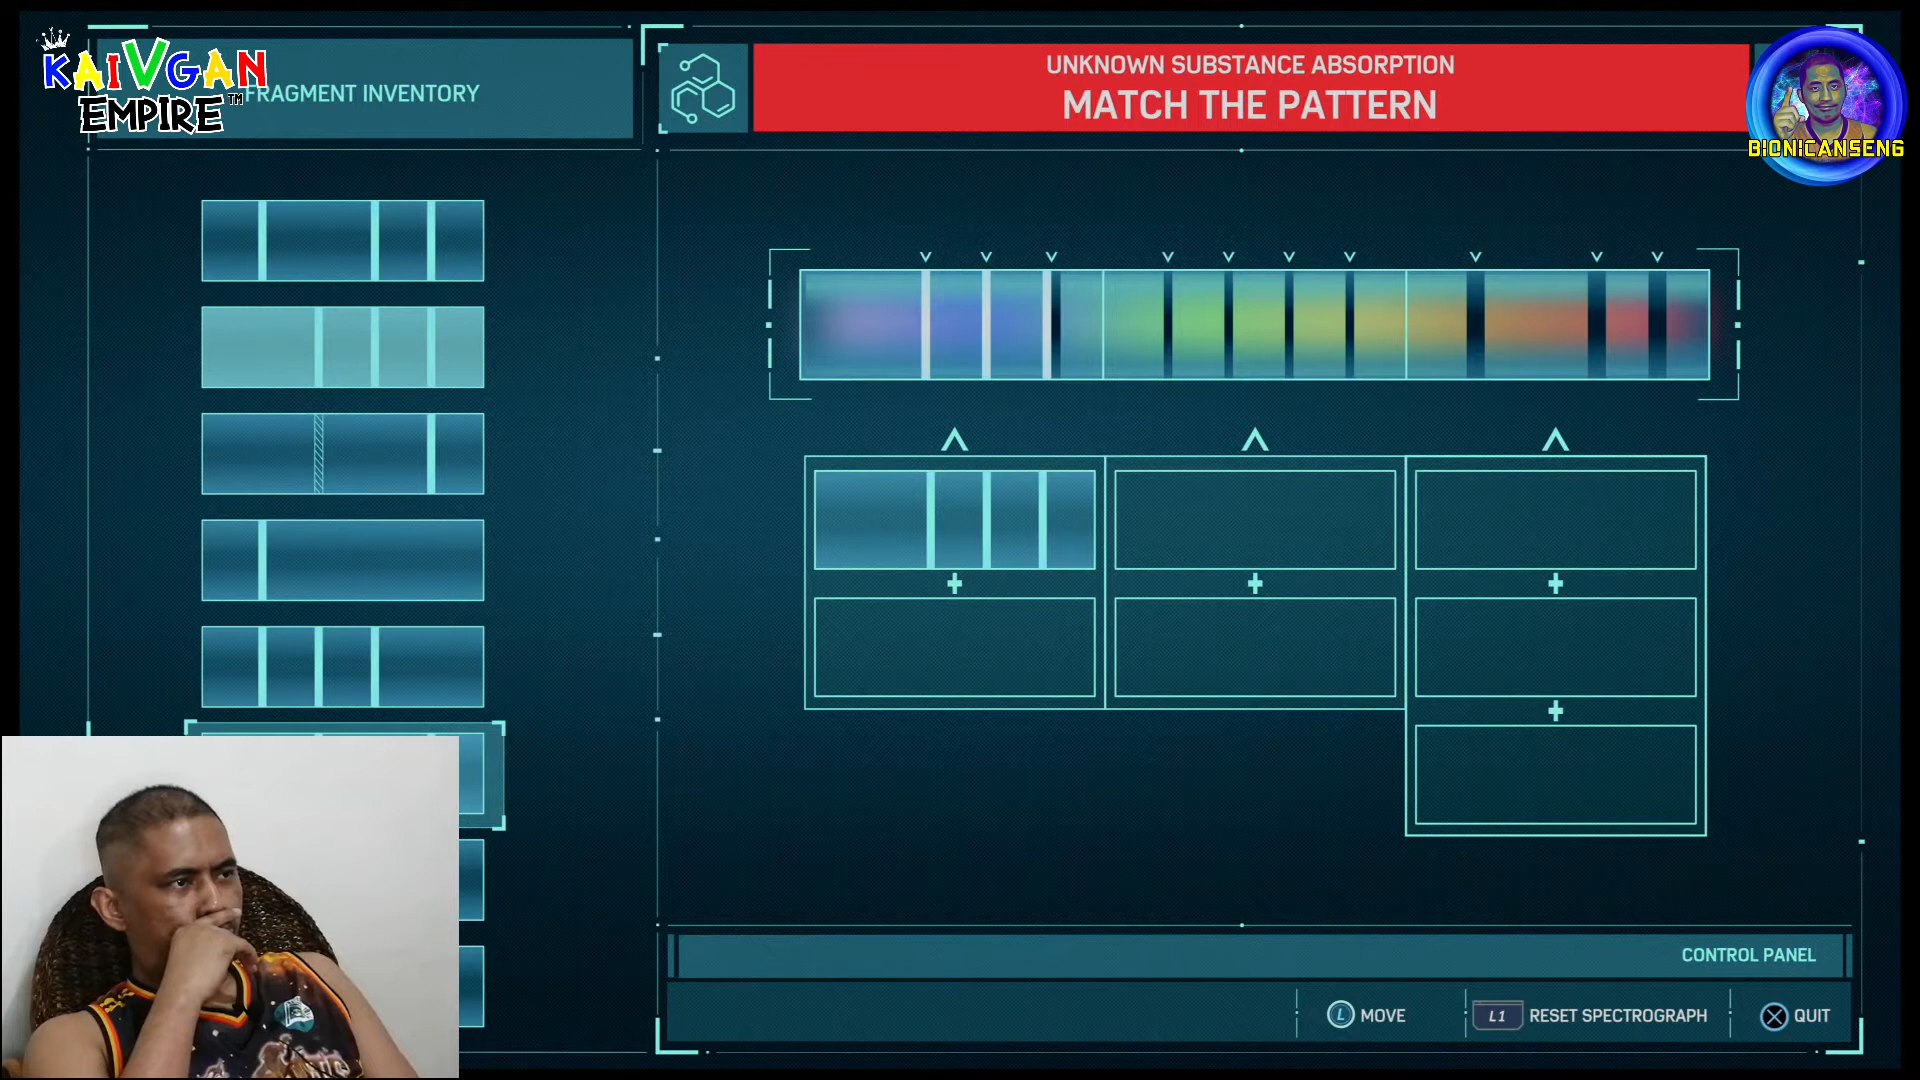 KAIVGAN
EMPIRE™
FRAGMENT INVENTORY
UNKNOWN SUBSTANCE ABSORPTION
MATCH THE PATTERN
BIONICANSENG
CONTROL PANEL
L MOVE
L1 RESET SPECTROGRAPH
QUIT